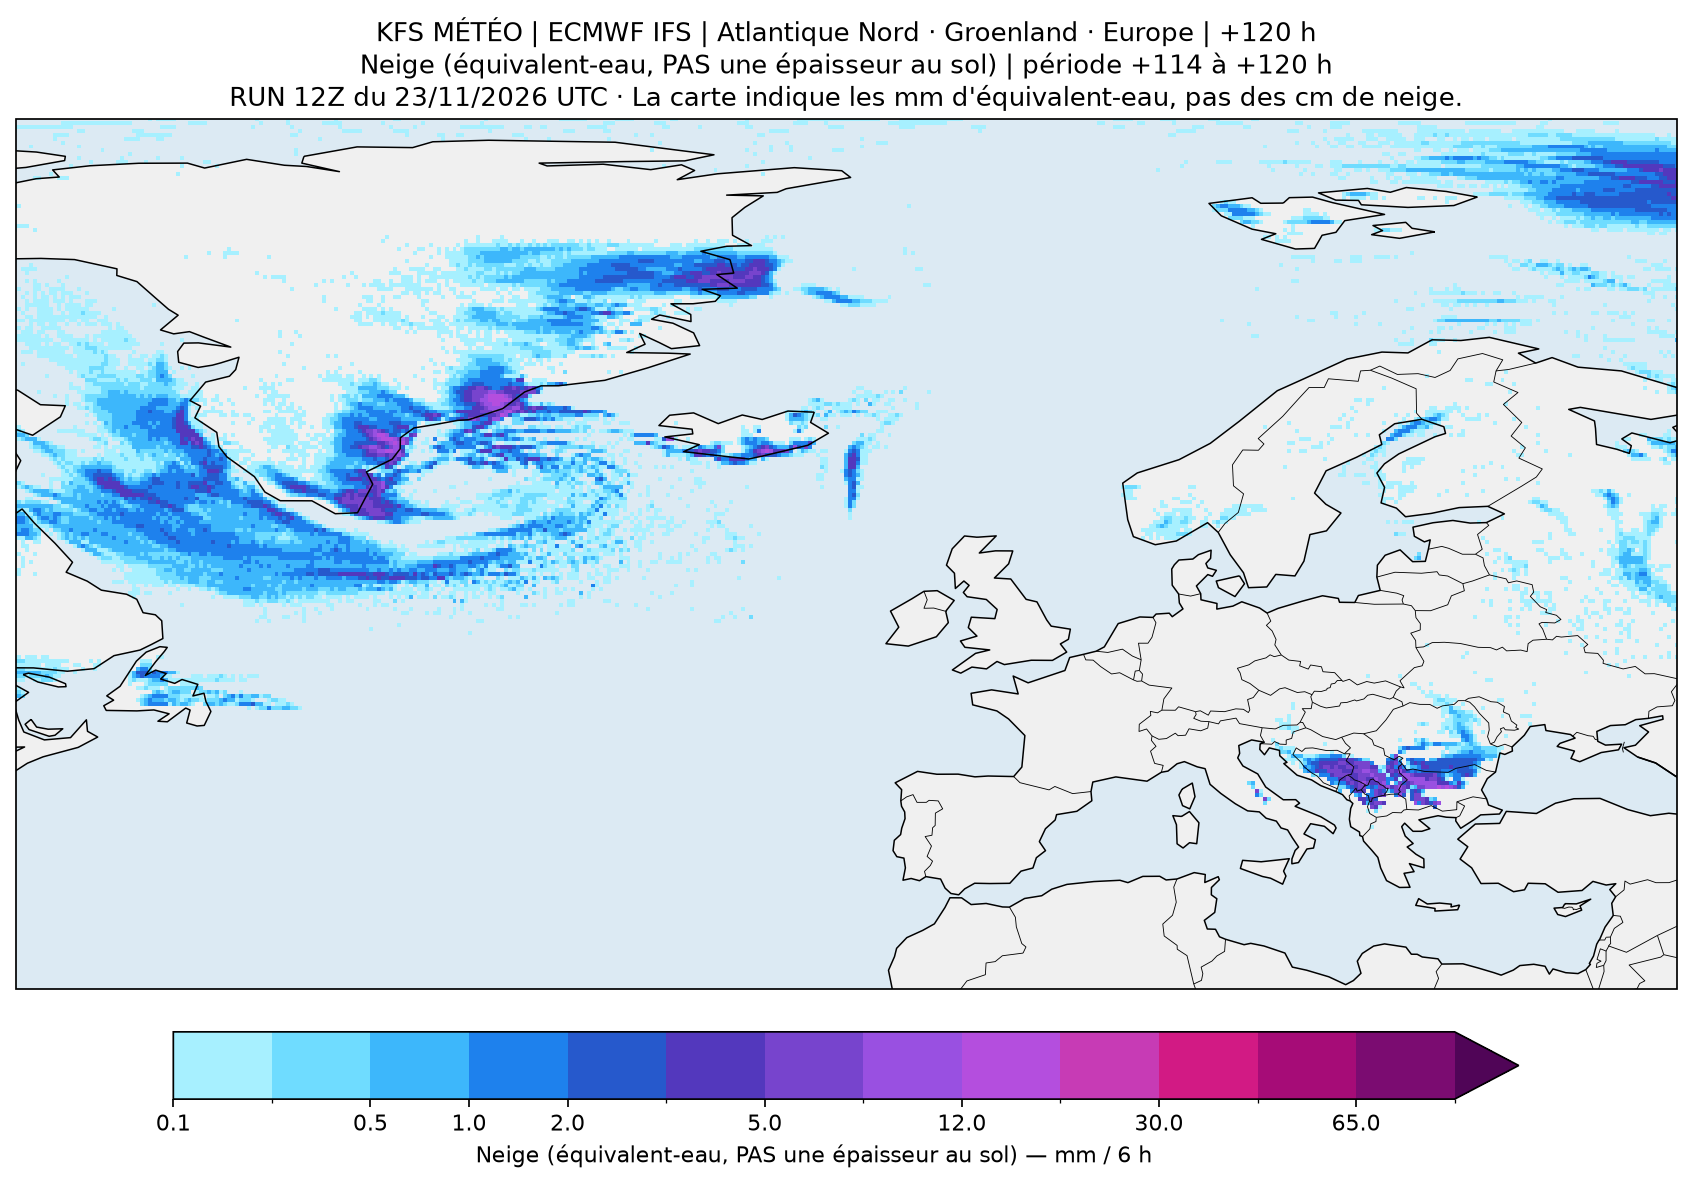 KFS MÉTÉO | ECMWF IFS | Atlantique Nord · Groenland · Europe | +120 h
Neige (équivalent-eau, PAS une épaisseur au sol) | période +114 à +120 h
RUN 12Z du 23/11/2026 UTC · La carte indique les mm d'équivalent-eau, pas des cm de neige.
0.1 0.5 1.0 2.0 5.0 12.0 30.0 65.0
Neige (équivalent-eau, PAS une épaisseur au sol) — mm / 6 h